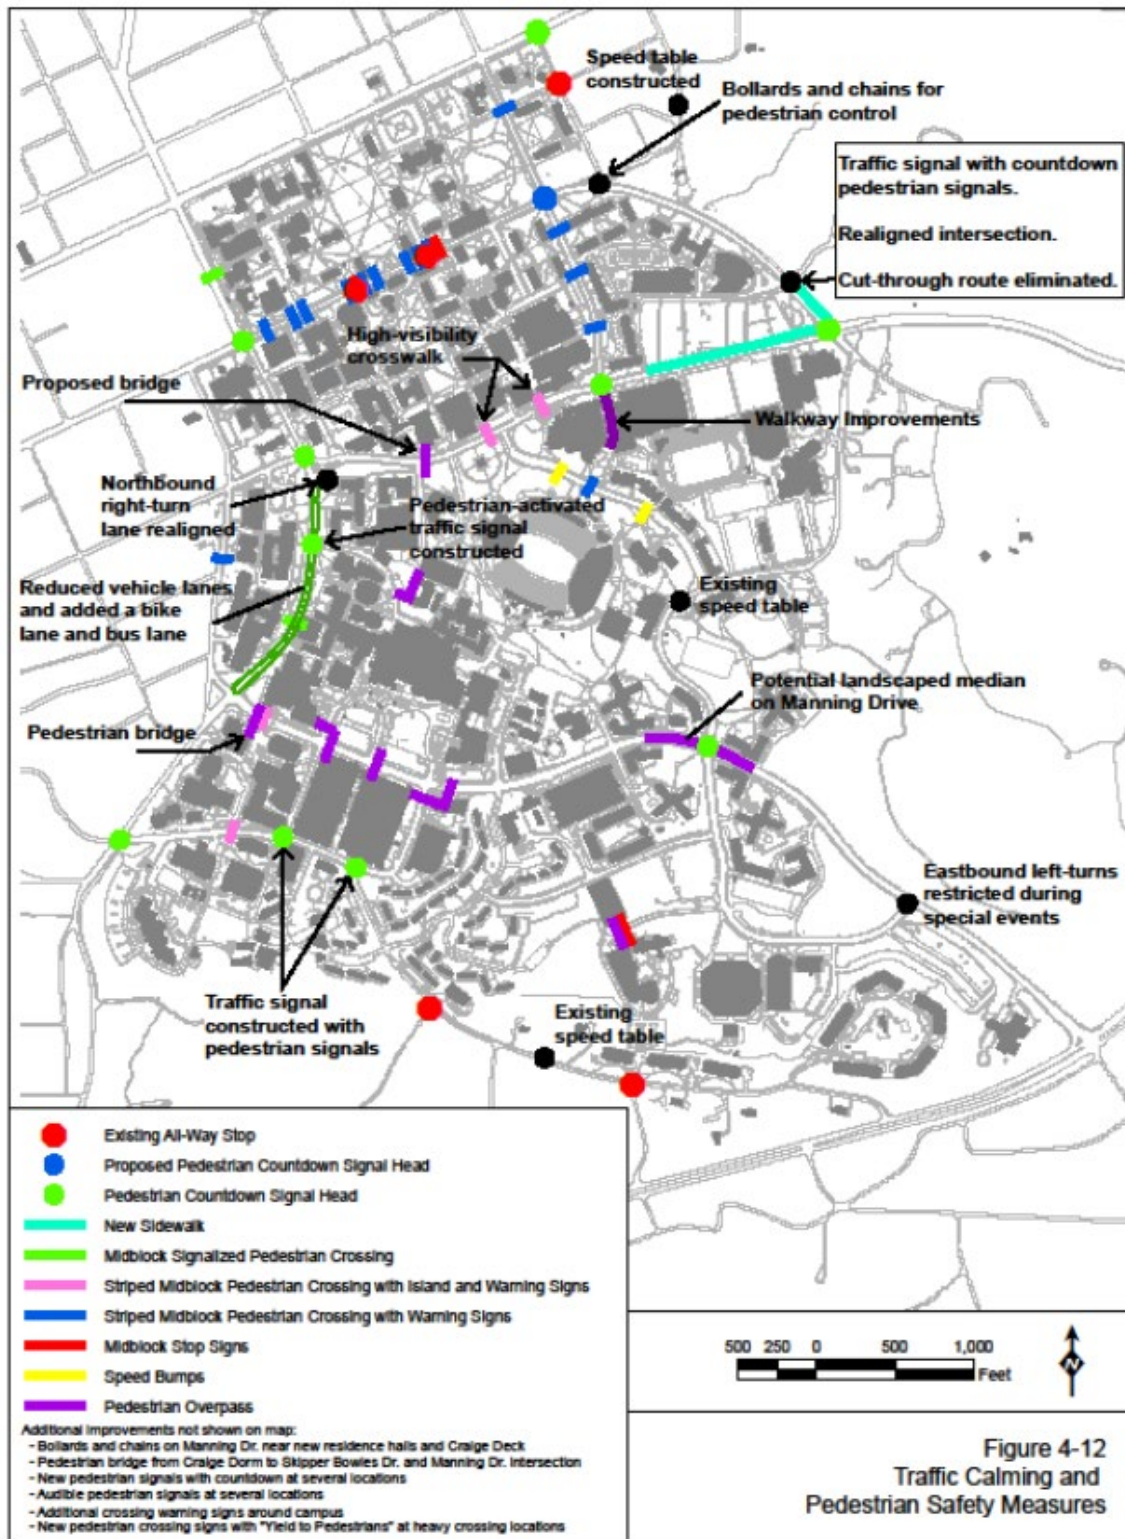 Speed table
constructed
Bollards and chains for
pedestrian control
Traffic signal with countdown
pedestrian signals.
Realigned intersection.
Cut-through route eliminated.
High-visibility
crosswalk
Proposed bridge
Walkway Improvements
Northbound
right-turn
lane realigned
Pedestrian-activated
traffic signal
constructed
Reduced vehicle lanes
and added a bike
lane and bus lane
Existing
speed table
Potential landscaped median
on Manning Drive
Pedestrian bridge
Eastbound left-turns
restricted during
special events
Traffic signal
constructed with
pedestrian signals
Existing
speed table
Existing All-Way Stop
Proposed Pedestrian Countdown Signal Head
Pedestrian Countdown Signal Head
New Sidewalk
Midblock Signalized Pedestrian Crossing
Striped Midblock Pedestrian Crossing with Island and Warning Signs
Striped Midblock Pedestrian Crossing with Warning Signs
Midblock Stop Signs
Speed Bumps
Pedestrian Overpass
Additional improvements not shown on map:
- Bollards and chains on Manning Dr. near new residence halls and Craige Deck
- Pedestrian bridge from Craige Dorm to Skipper Bowles Dr. and Manning Dr. Intersection
- New pedestrian signals with countdown at several locations
- Audible pedestrian signals at several locations
- Additional crossing warning signs around campus
- New pedestrian crossing signs with "Yield to Pedestrians" at heavy crossing locations
500 250 0 500 1,000
Feet
N
Figure 4-12
Traffic Calming and
Pedestrian Safety Measures